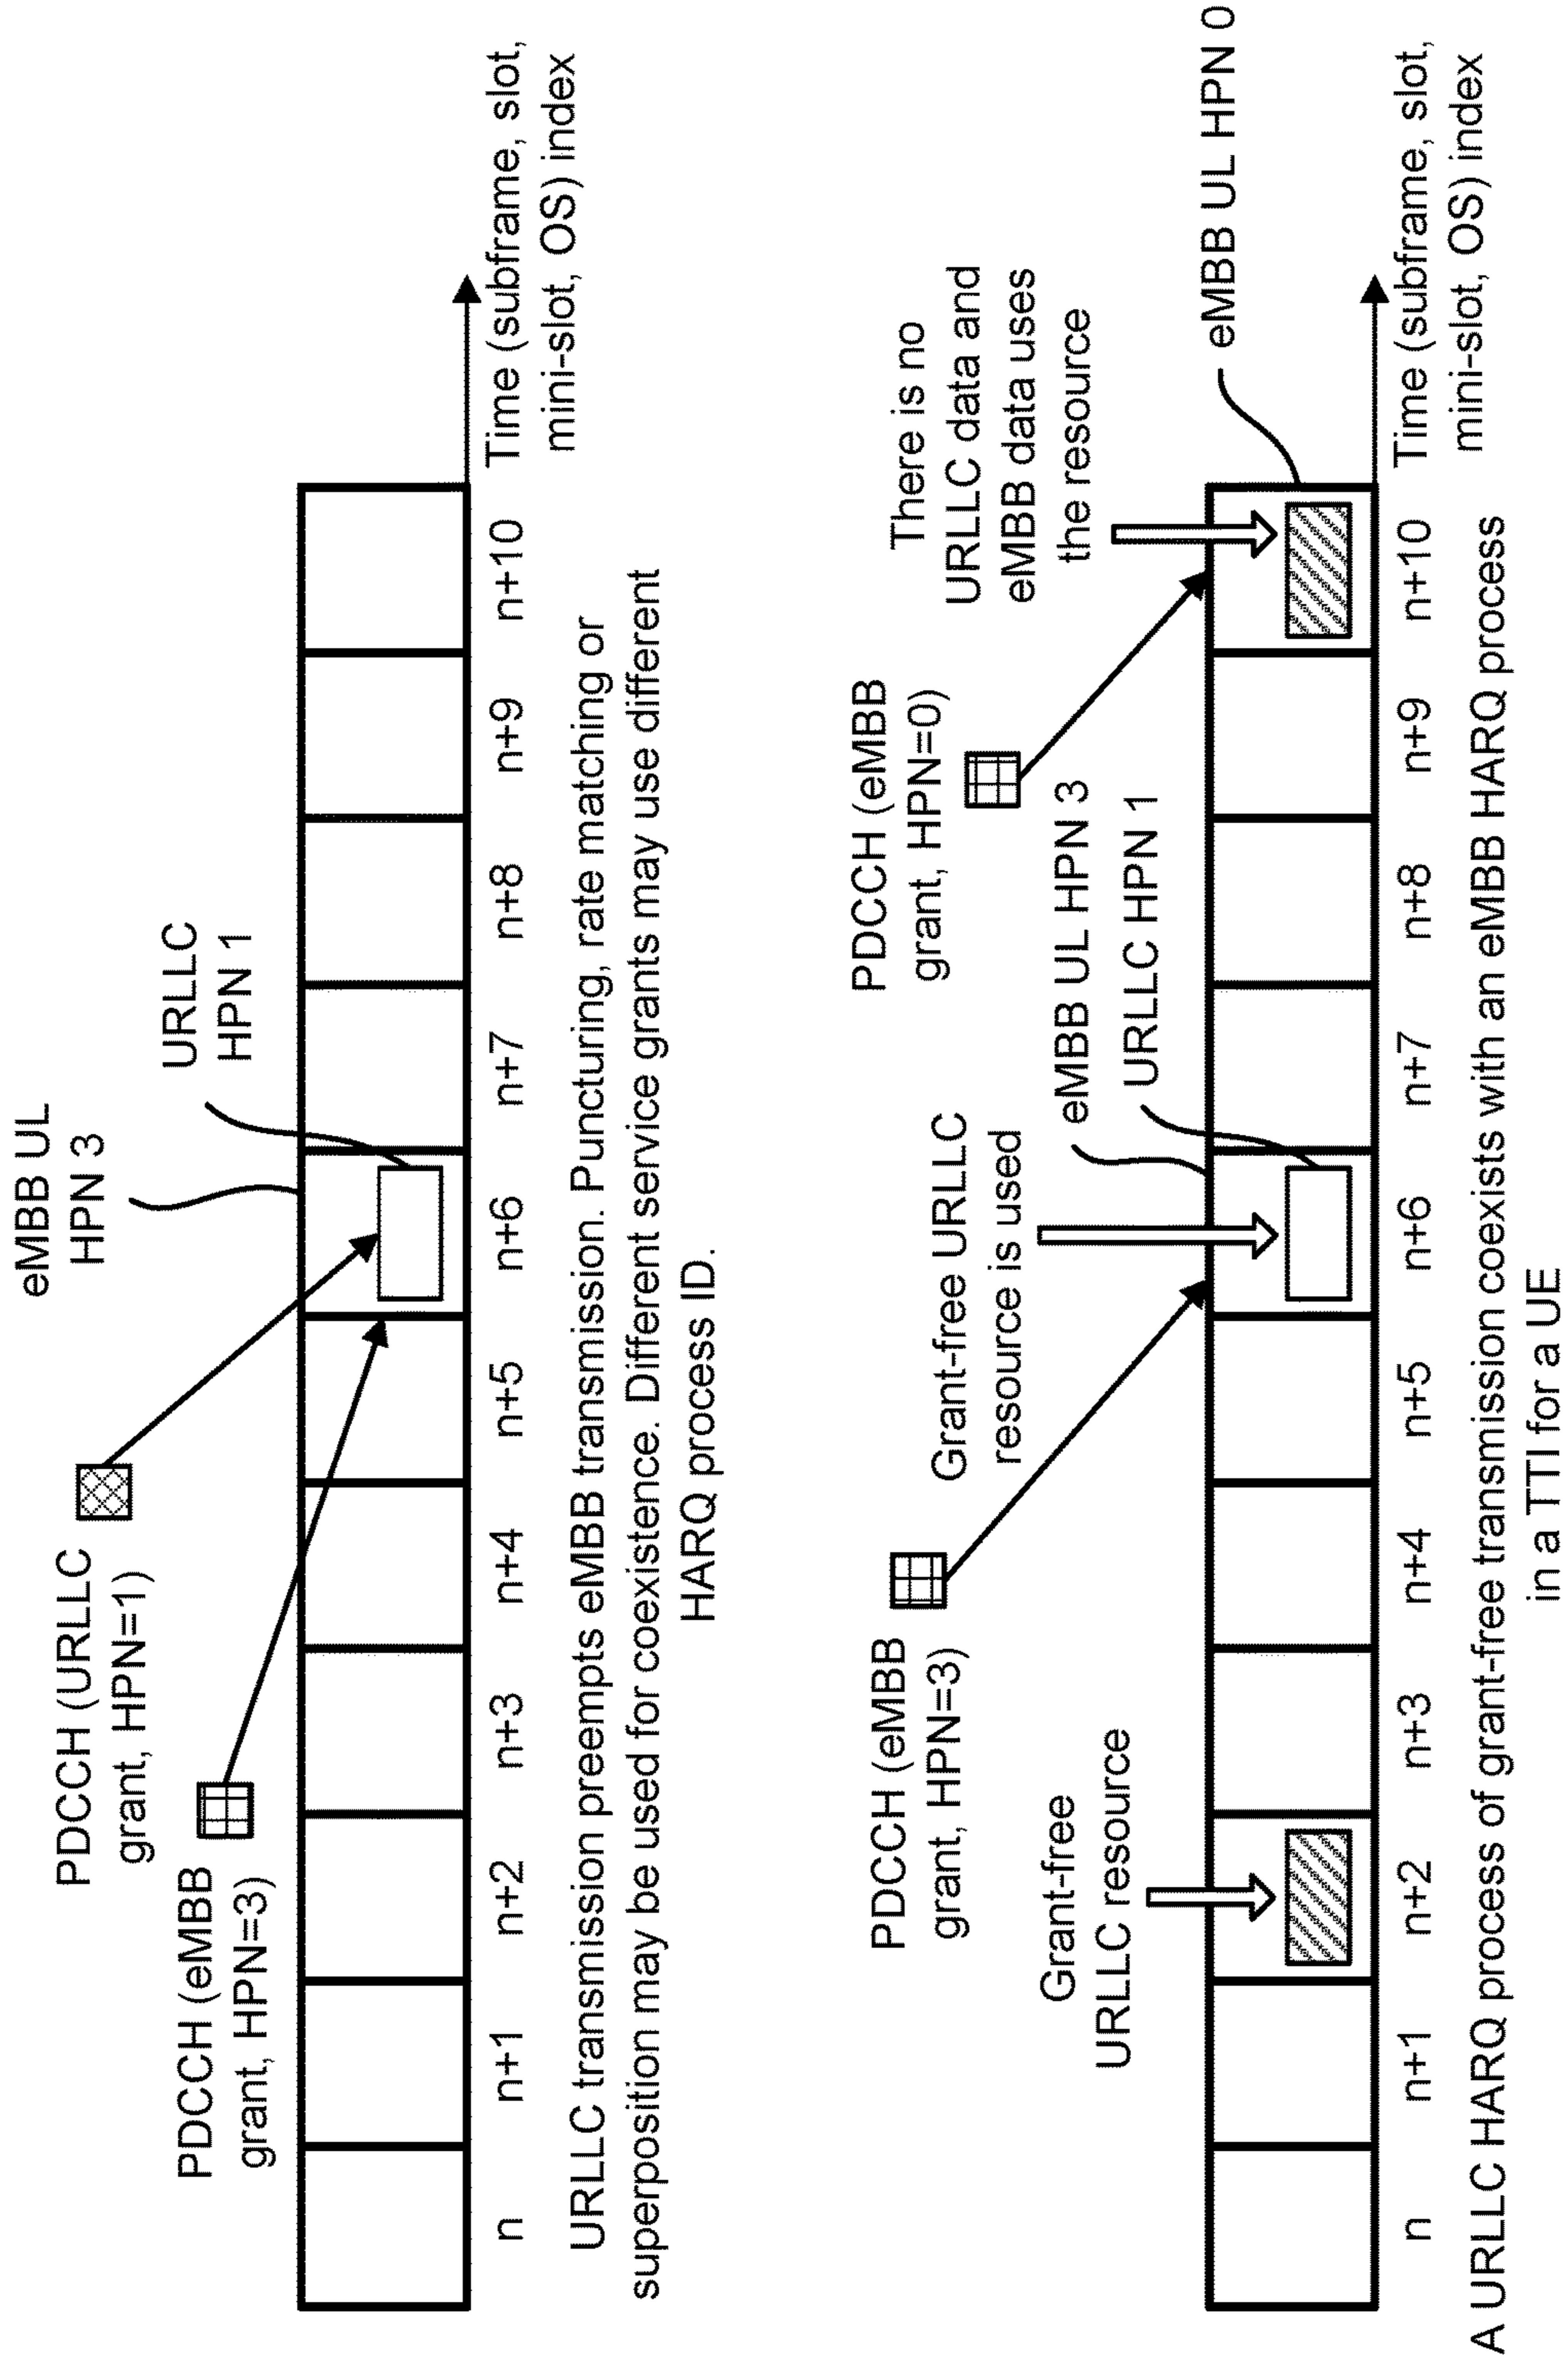 eMBB UL
HPN 3
URLLC
HPN 1
PDCCH (URLLC
grant, HPN=1)
PDCCH (eMBB
grant, HPN=3)
n
n+1
n+2
n+3
n+4
n+5
n+6
n+7
n+8
n+9
n+10
Time (subframe, slot,
mini-slot, OS) index
URLLC transmission preempts eMBB transmission. Puncturing, rate matching or
superposition may be used for coexistence. Different service grants may use different
HARQ process ID.
PDCCH (eMBB
grant, HPN=3)
Grant-free
URLLC resource
Grant-free URLLC
resource is used
eMBB UL HPN 3
URLLC HPN 1
PDCCH (eMBB
grant, HPN=0)
There is no
URLLC data and
eMBB data uses
the resource
eMBB UL HPN 0
n
n+1
n+2
n+3
n+4
n+5
n+6
n+7
n+8
n+9
n+10
Time (subframe, slot,
mini-slot, OS) index
A URLLC HARQ process of grant-free transmission coexists with an eMBB HARQ process
in a TTI for a UE